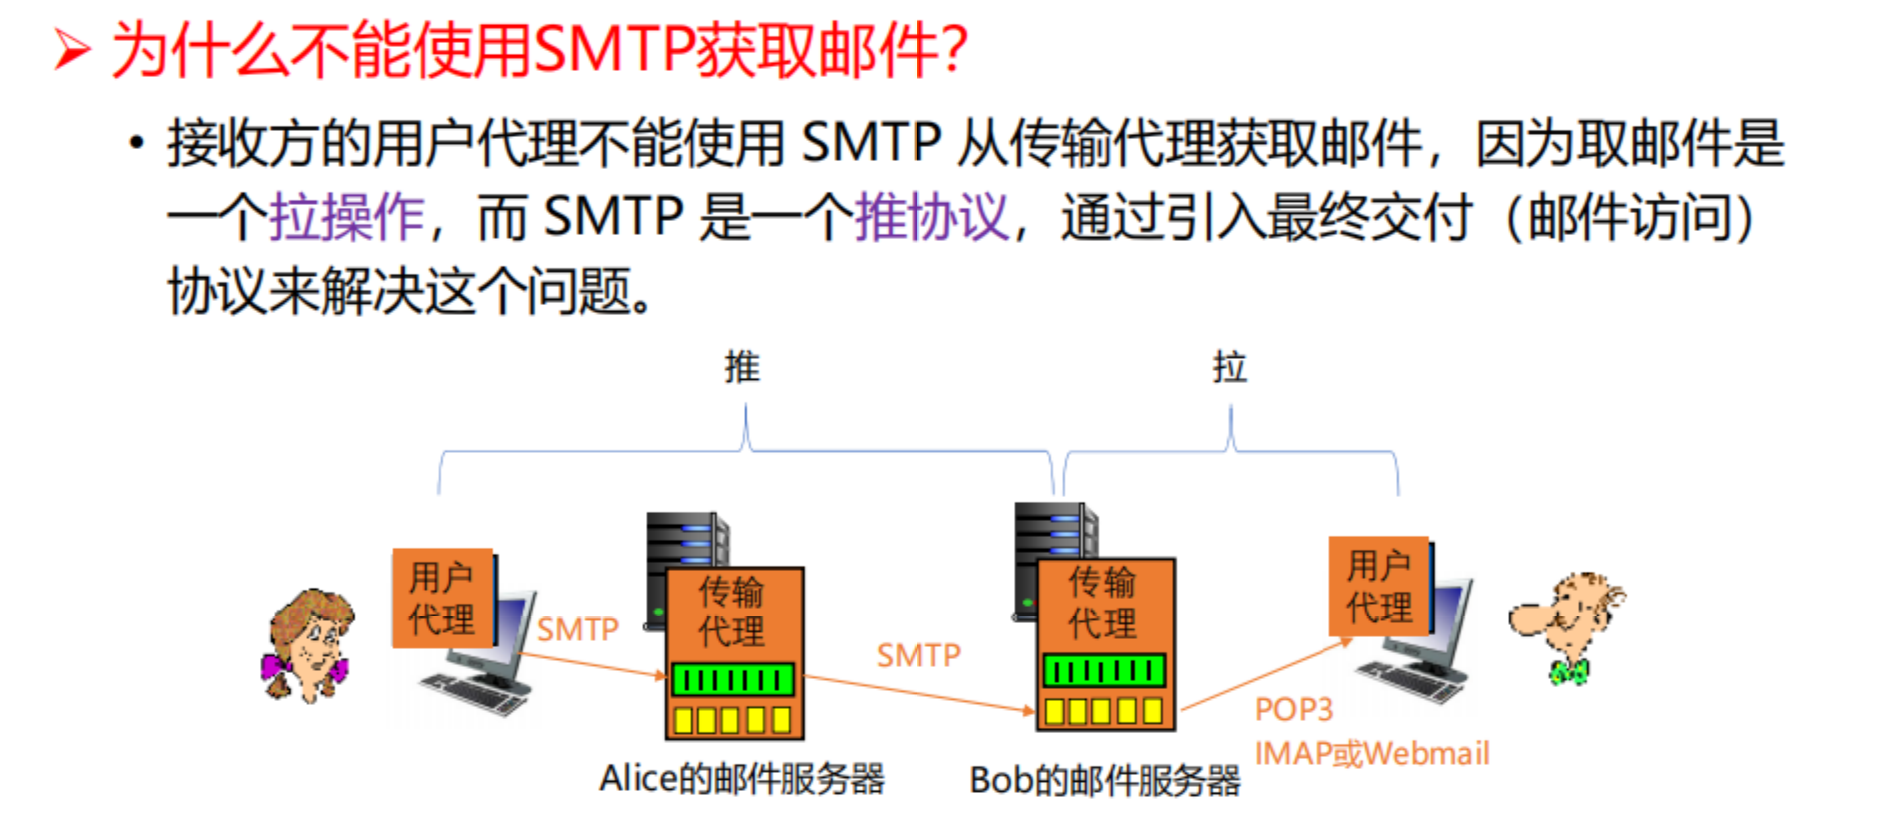 为什么不能使用SMTP获取邮件？
• 接收方的用户代理不能使用 SMTP 从传输代理获取邮件，因为取邮件是
一个拉操作，而 SMTP 是一个推协议，通过引入最终交付（邮件访问）
协议来解决这个问题。
推
拉
用户
代理
SMTP
传输
代理
SMTP
传输
代理
用户
代理
POP3
IMAP或Webmail
Alice的邮件服务器
Bob的邮件服务器